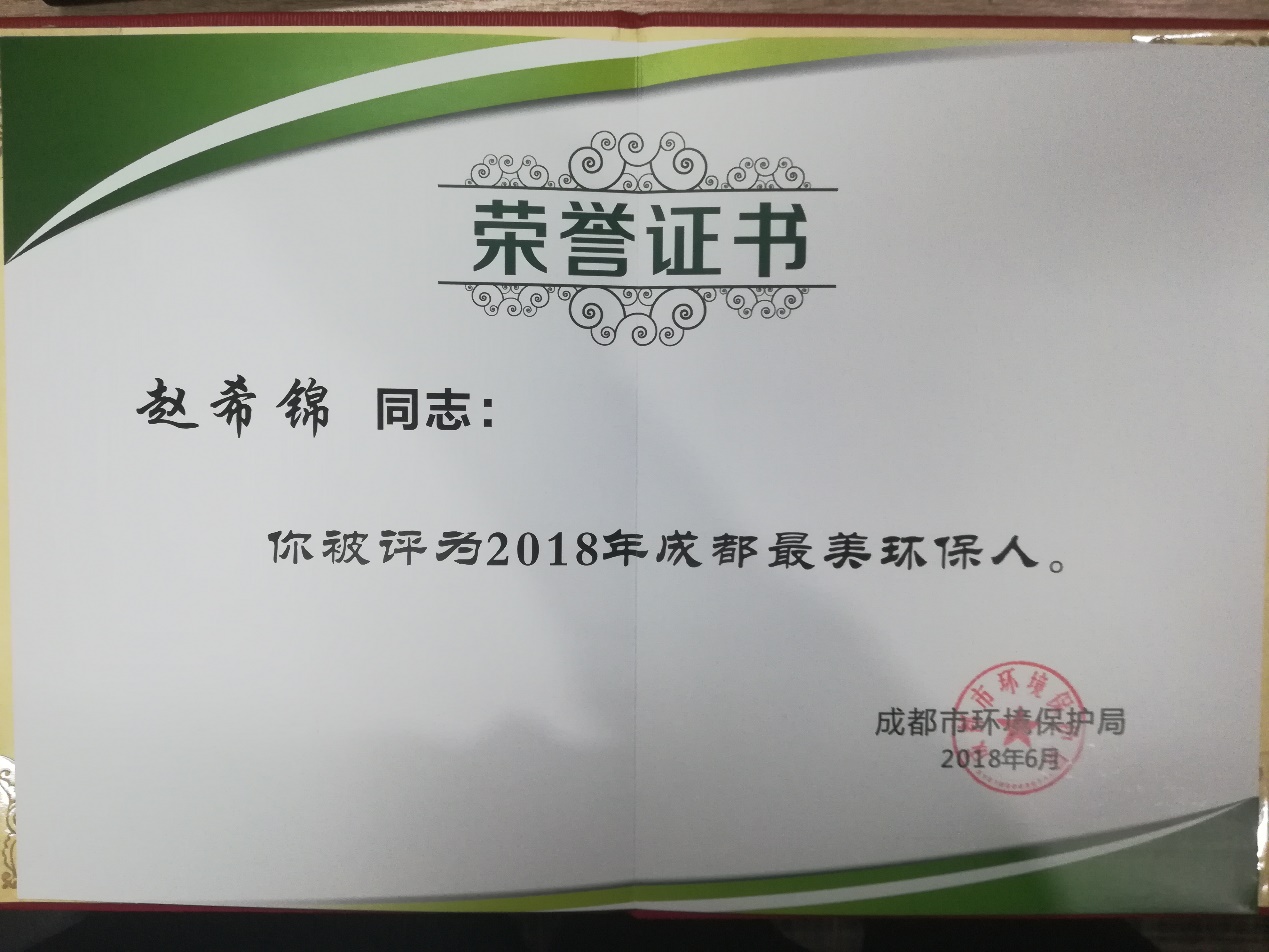 荣誉证书
赵希锦 同志：
你被评为2018年成都最美环保人。
成都市环境保护局
2018年6月